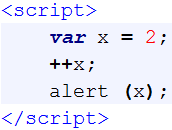 <script>
var x = 2;
++x;
alert (x);
</script>